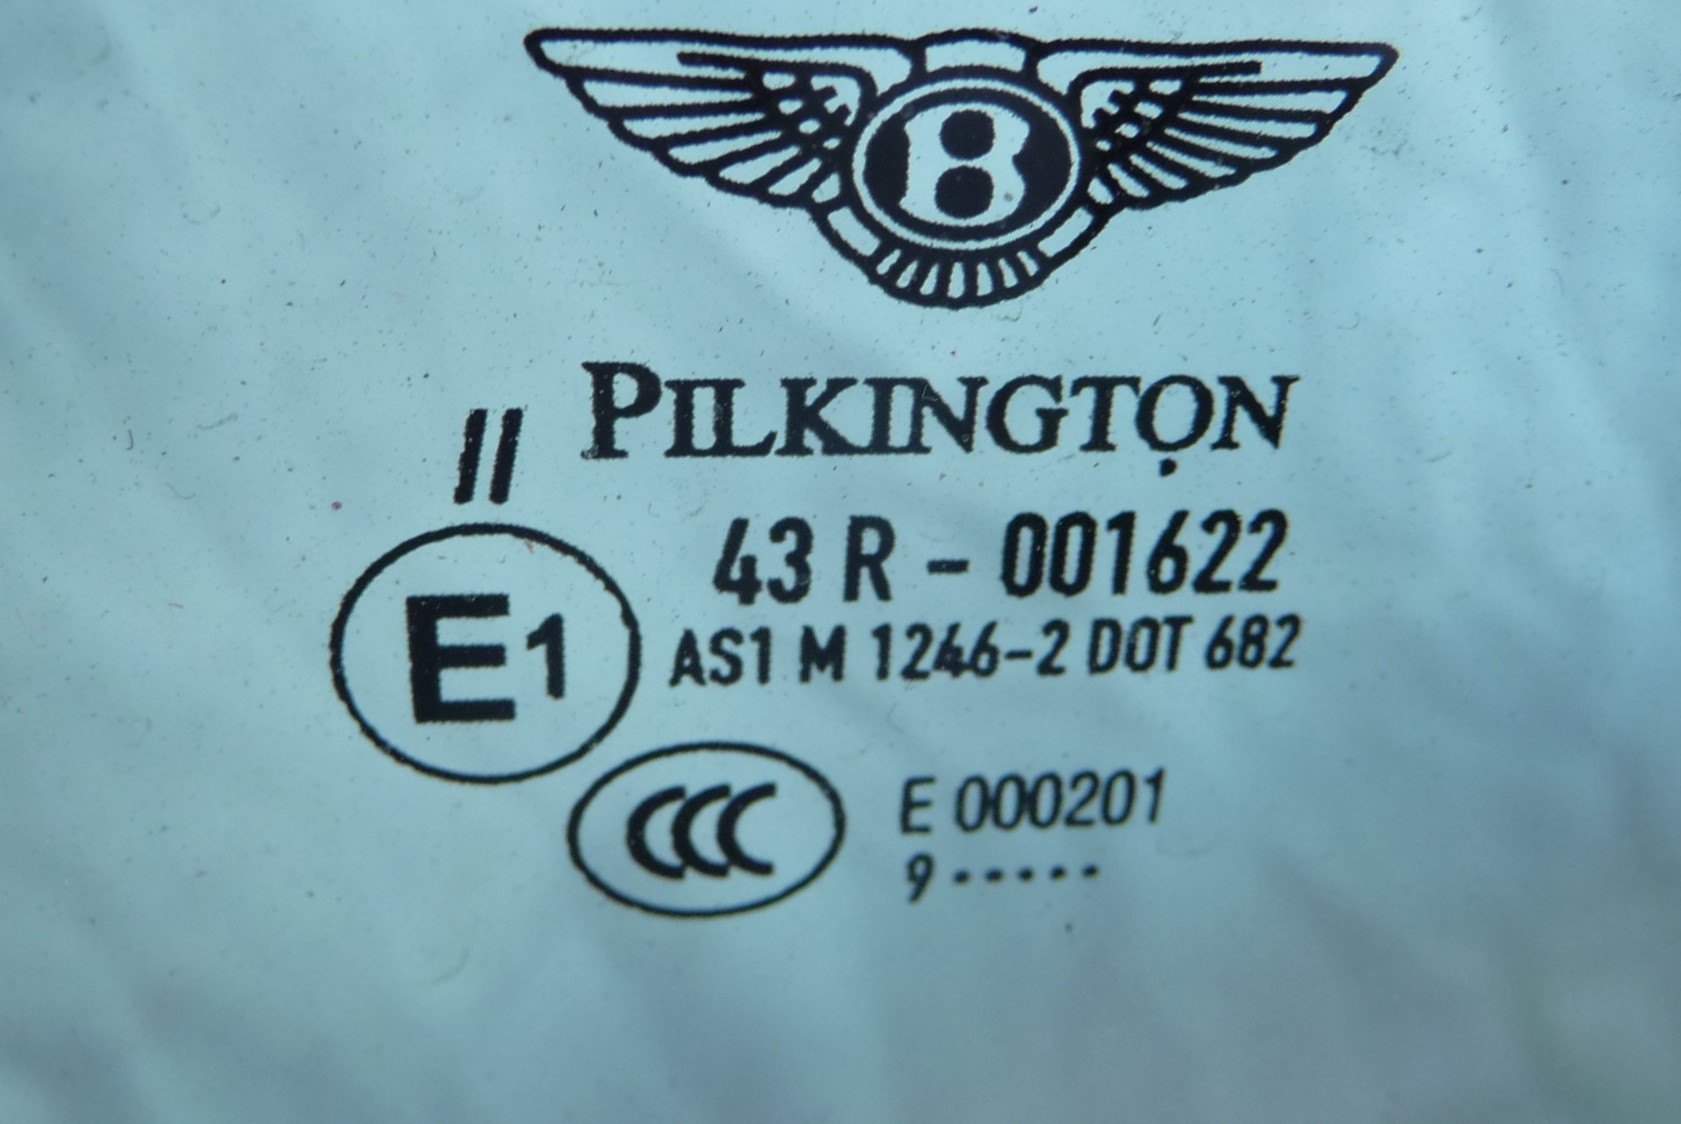 B
PILKINGTON
II
43 R - 001622
E1
AS1 M 1246-2 DOT 682
CCC
E 000201
9 · · · · ·